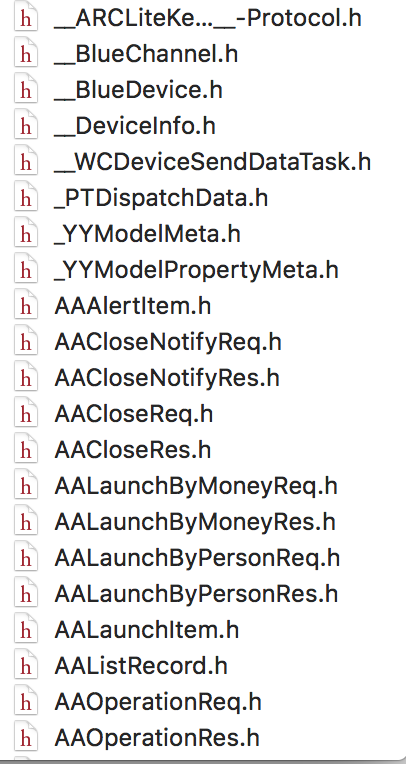 __ARCLiteKe...__-Protocol.h
__BlueChannel.h
__BlueDevice.h
__DeviceInfo.h
__WCDeviceSendDataTask.h
_PTDispatchData.h
_YYModelMeta.h
_YYModelPropertyMeta.h
AAAlertItem.h
AACloseNotifyReq.h
AACloseNotifyRes.h
AACloseReq.h
AACloseRes.h
AALaunchByMoneyReq.h
AALaunchByMoneyRes.h
AALaunchByPersonReq.h
AALaunchByPersonRes.h
AALaunchItem.h
AAListRecord.h
AAOperationReq.h
AAOperationRes.h